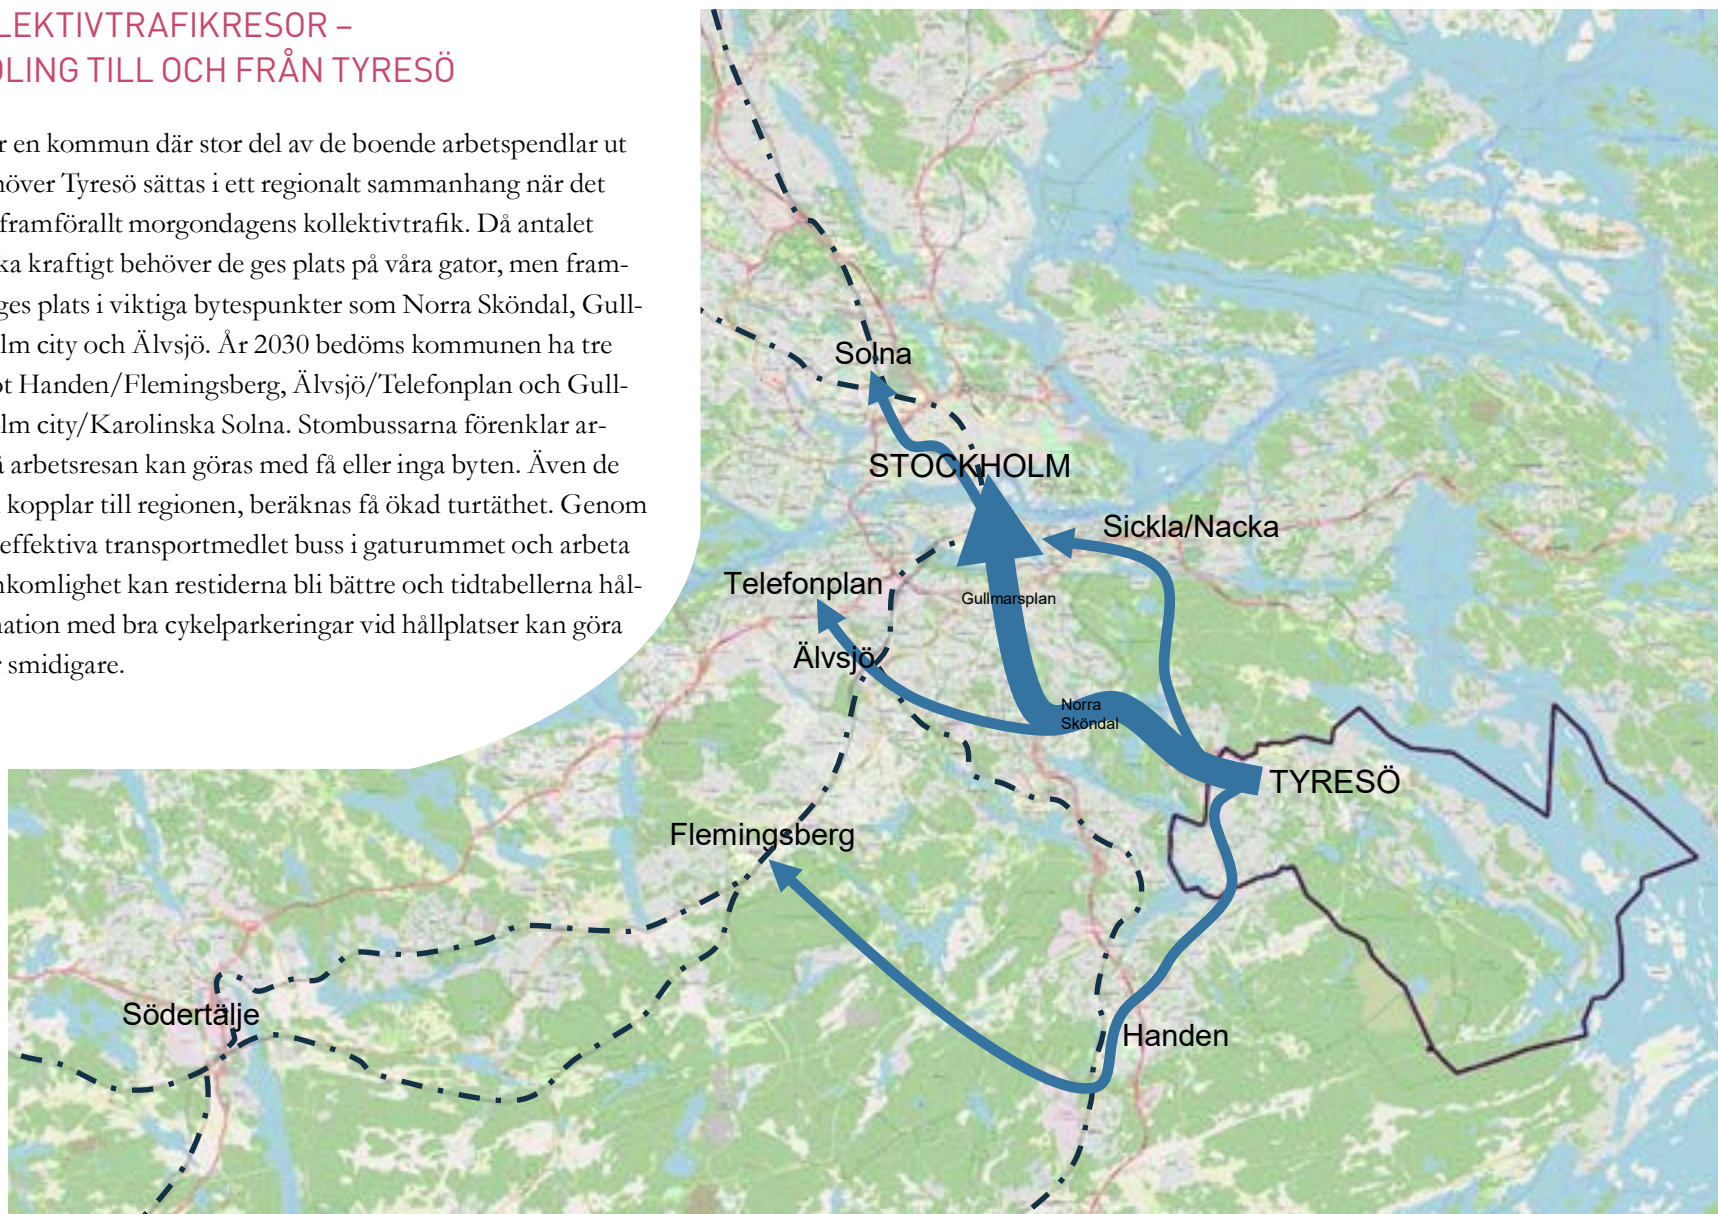 LEKTIVTRAFIKRESOR –
DLING TILL OCH FRÅN TYRESÖ
r en kommun där stor del av de boende arbetspendlar ut
höver Tyresö sättas i ett regionalt sammanhang när det
framförallt morgondagens kollektivtrafik. Då antalet
ka kraftigt behöver de ges plats på våra gator, men fram-
ges plats i viktiga bytespunkter som Norra Sköndal, Gull-
lm city och Älvsjö. År 2030 bedöms kommunen ha tre
ot Handen/Flemingsberg, Älvsjö/Telefonplan och Gull-
olm city/Karolinska Solna. Stombussarna förenklar ar-
å arbetsresan kan göras med få eller inga byten. Även de
kopplar till regionen, beräknas få ökad turtäthet. Genom
effektiva transportmedlet buss i gaturummet och arbeta
nkomlighet kan restiderna bli bättre och tidtabellerna hål-
nation med bra cykelparkeringar vid hållplatser kan göra
r smidigare.
Solna
STOCKHOLM
Sickla/Nacka
Telefonplan
Gullmarsplan
Älvsjö
Norra
Sköndal
TYRESÖ
Flemingsberg
Södertälje
Handen